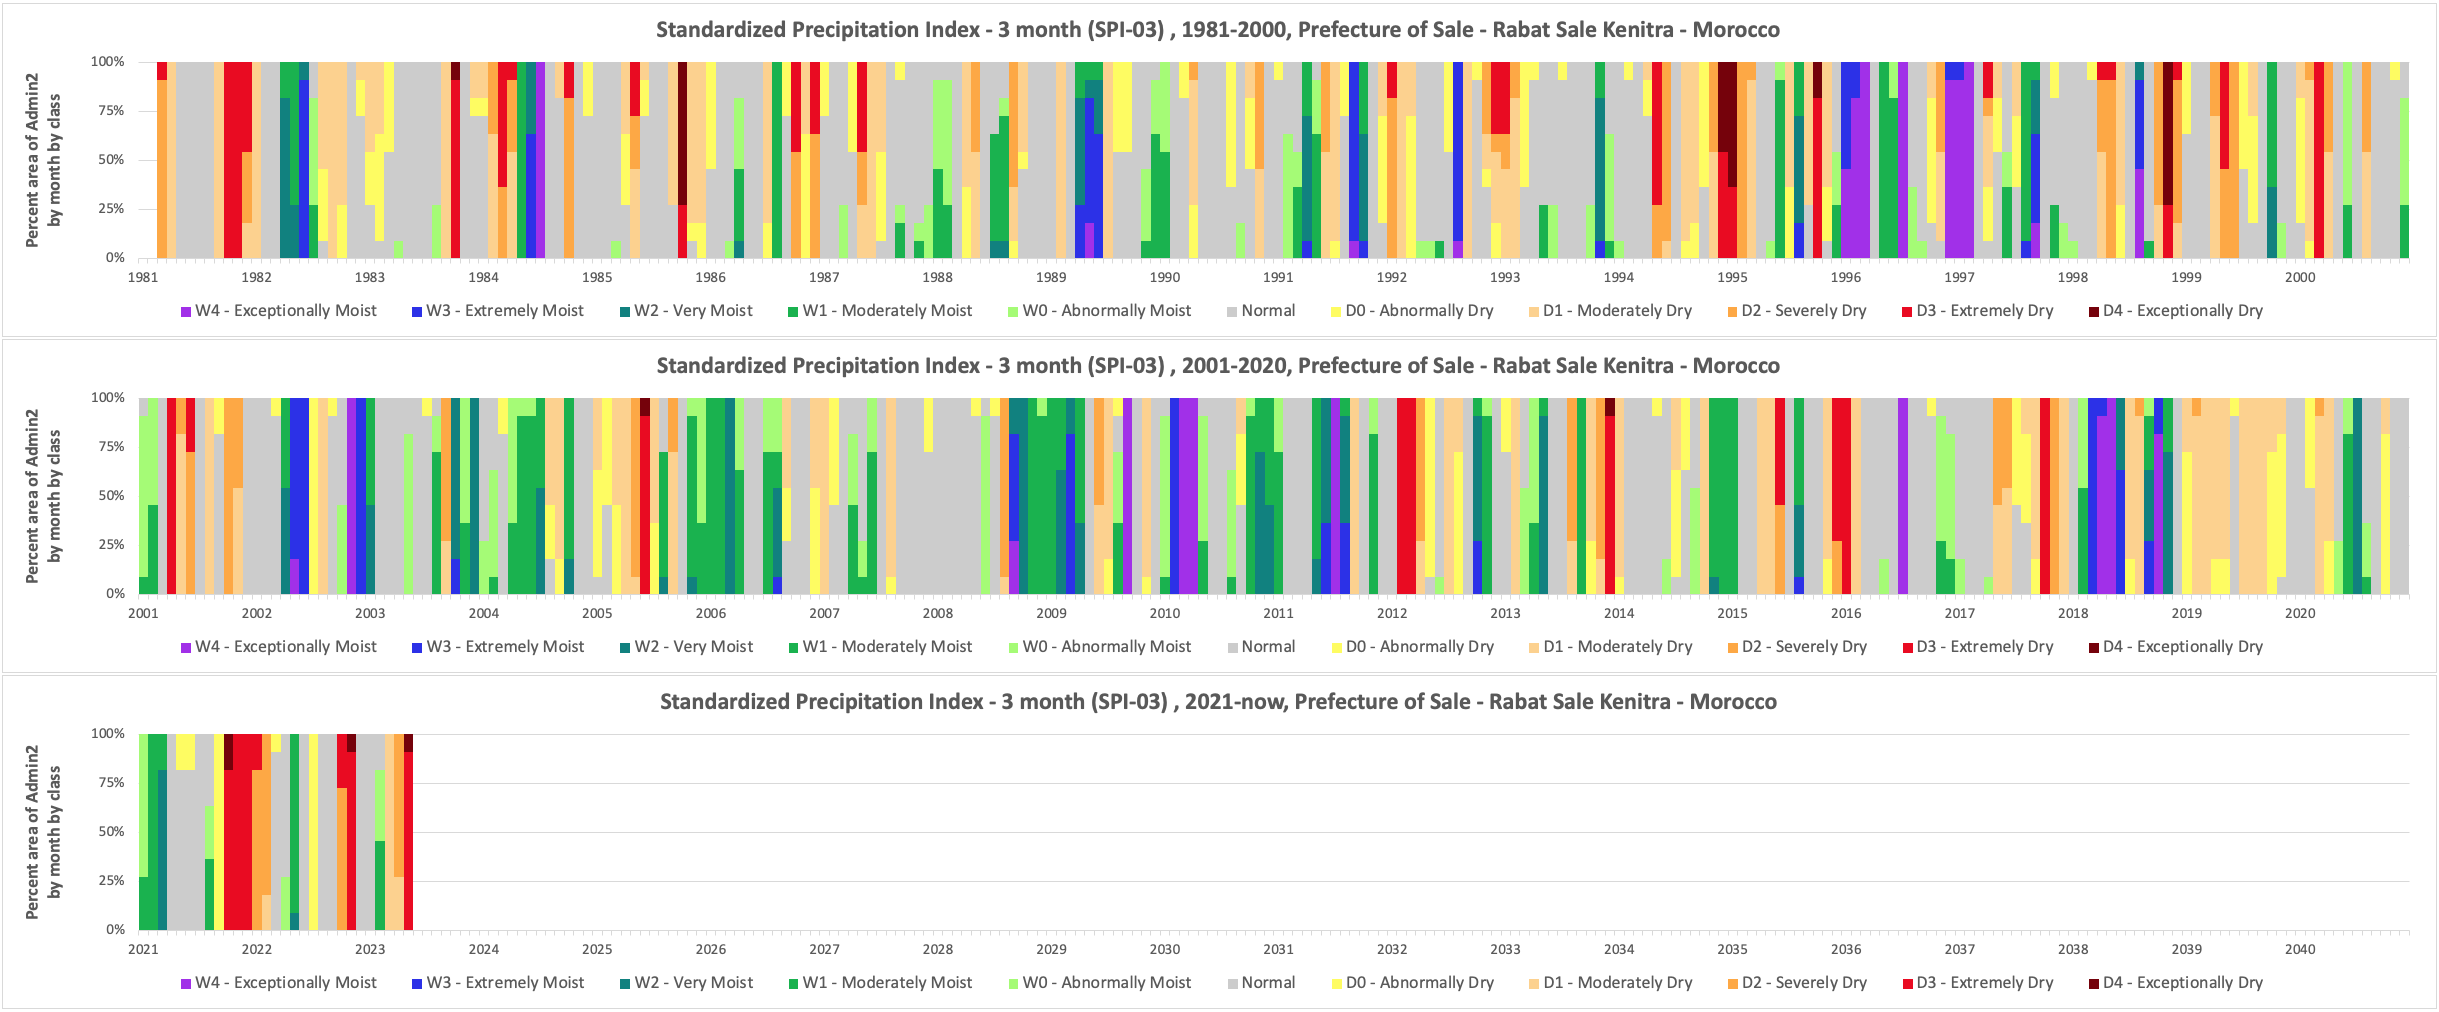 Standardized Precipitation Index - 3 month (SPI-03) , 1981-2000, Prefecture of Sale - Rabat Sale Kenitra - Morocco
Percent area of Admin2
by month by class
100%
75%
50%
25%
0%
1981 1982 1983 1984 1985 1986 1987 1988 1989 1990 1991 1992 1993 1994 1995 1996 1997 1998 1999 2000
W4 - Exceptionally Moist W3 - Extremely Moist W2 - Very Moist W1 - Moderately Moist W0 - Abnormally Moist Normal D0 - Abnormally Dry D1 - Moderately Dry D2 - Severely Dry D3 - Extremely Dry D4 - Exceptionally Dry
Standardized Precipitation Index - 3 month (SPI-03) , 2001-2020, Prefecture of Sale - Rabat Sale Kenitra - Morocco
Percent area of Admin2
by month by class
100%
75%
50%
25%
0%
2001 2002 2003 2004 2005 2006 2007 2008 2009 2010 2011 2012 2013 2014 2015 2016 2017 2018 2019 2020
W4 - Exceptionally Moist W3 - Extremely Moist W2 - Very Moist W1 - Moderately Moist W0 - Abnormally Moist Normal D0 - Abnormally Dry D1 - Moderately Dry D2 - Severely Dry D3 - Extremely Dry D4 - Exceptionally Dry
Standardized Precipitation Index - 3 month (SPI-03) , 2021-now, Prefecture of Sale - Rabat Sale Kenitra - Morocco
Percent area of Admin2
by month by class
100%
75%
50%
25%
0%
2021 2022 2023 2024 2025 2026 2027 2028 2029 2030 2031 2032 2033 2034 2035 2036 2037 2038 2039 2040
W4 - Exceptionally Moist W3 - Extremely Moist W2 - Very Moist W1 - Moderately Moist W0 - Abnormally Moist Normal D0 - Abnormally Dry D1 - Moderately Dry D2 - Severely Dry D3 - Extremely Dry D4 - Exceptionally Dry